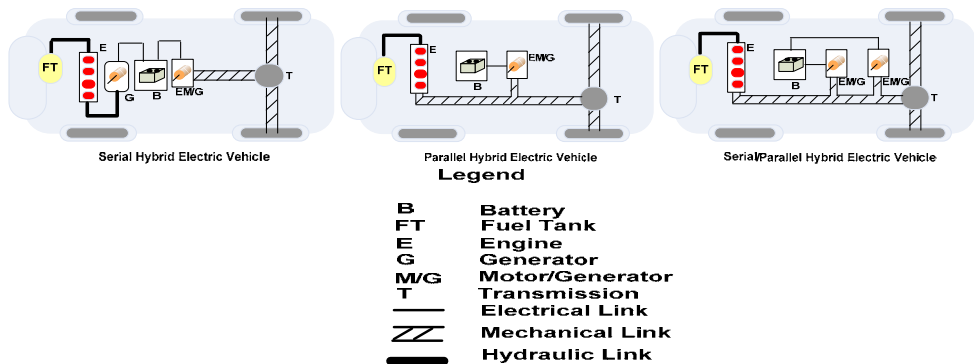 E
FT
G
B
EM/G
T
Serial Hybrid Electric Vehicle
E
FT
EM/G
B
T
Parallel Hybrid Electric Vehicle
E
FT
B
EM/G
EM/G
T
Serial/Parallel Hybrid Electric Vehicle
Legend
B Battery
FT Fuel Tank
E Engine
G Generator
M/G Motor/Generator
T Transmission
Electrical Link
Mechanical Link
Hydraulic Link